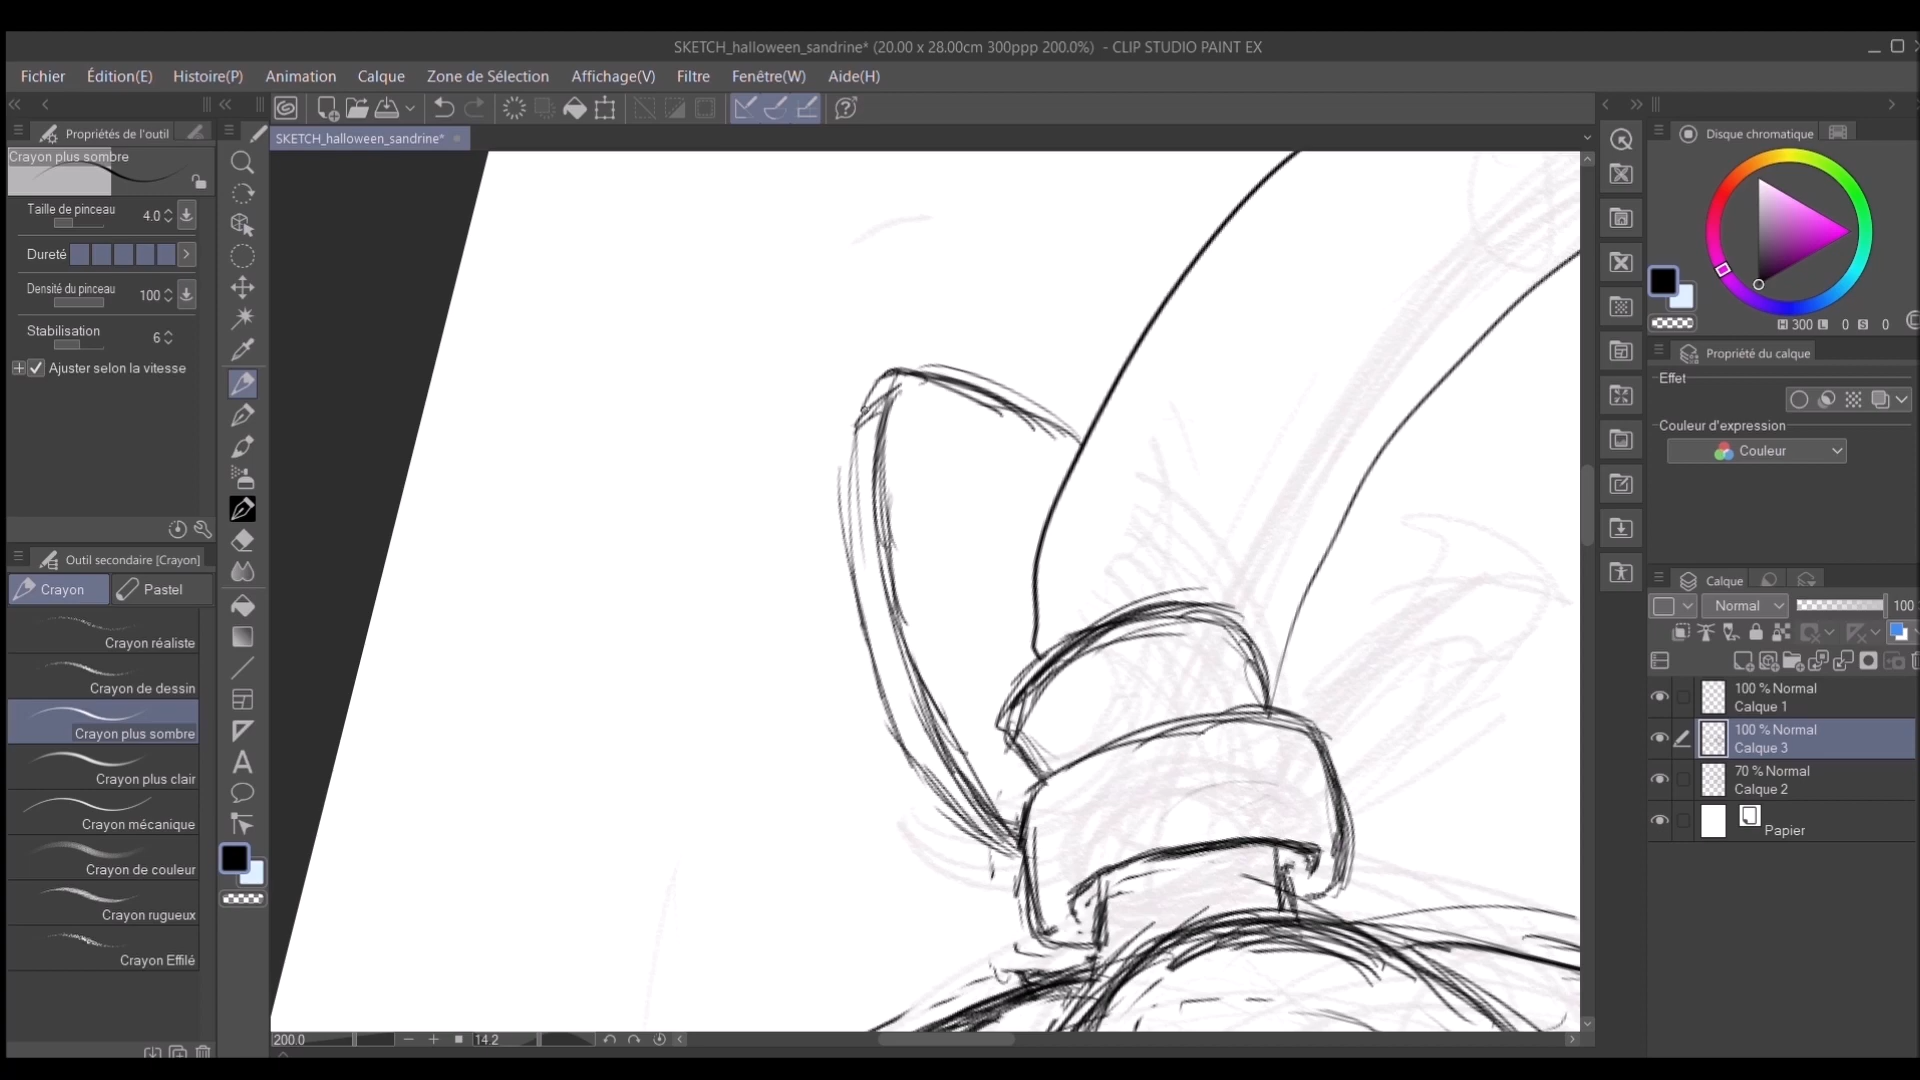 SKETCH_halloween_sandrine* (20.00 x 28.00cm 300ppp 200.0%) - CLIP STUDIO PAINT EX
Fichier Édition(E) Histoire(P) Animation Calque Zone de Sélection Affichage(V) Filtre Fenêtre(W) Aide(H)
Propriétés de l'outil
SKETCH_halloween_sandrine*
Crayon plus sombre
Taille de pinceau 4.0
Dureté
Densité du pinceau 100
Stabilisation 6
Ajuster selon la vitesse
Outil secondaire [Crayon]
Crayon Pastel
Crayon réaliste
Crayon de dessin
Crayon plus sombre
Crayon plus clair
Crayon mécanique
Crayon de couleur
Crayon rugueux
Crayon Effilé
200.0 14.2
Disque chromatique
H 300 L 0 S 0
Propriété du calque
Effet
Couleur d'expression
Couleur
Calque
Normal 100
100 % Normal
Calque 1
100 % Normal
Calque 3
70 % Normal
Calque 2
Papier